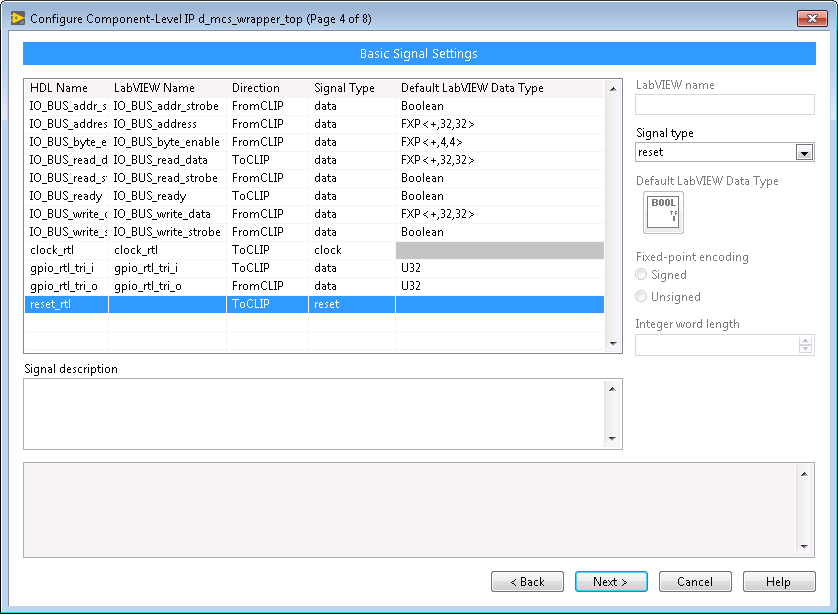 Configure Component-Level IP d_mcs_wrapper_top (Page 4 of 8)
Basic Signal Settings
HDL Name LabVIEW Name Direction Signal Type Default LabVIEW Data Type
IO_BUS_addr_s IO_BUS_addr_strobe FromCLIP data Boolean
IO_BUS_addres IO_BUS_address FromCLIP data FXP<+,32,32>
IO_BUS_byte_e IO_BUS_byte_enable FromCLIP data FXP<+,4,4>
IO_BUS_read_d IO_BUS_read_data ToCLIP data FXP<+,32,32>
IO_BUS_read_st IO_BUS_read_strobe FromCLIP data Boolean
IO_BUS_ready IO_BUS_ready ToCLIP data Boolean
IO_BUS_write_d IO_BUS_write_data FromCLIP data FXP<+,32,32>
IO_BUS_write_s IO_BUS_write_strobe FromCLIP data Boolean
clock_rtl clock_rtl ToCLIP clock
gpio_rtl_tri_i gpio_rtl_tri_i ToCLIP data U32
gpio_rtl_tri_o gpio_rtl_tri_o FromCLIP data U32
reset_rtl ToCLIP reset
LabVIEW name
Signal type
reset
Default LabVIEW Data Type
BOOL
TF
Fixed-point encoding
Signed
Unsigned
Integer word length
Signal description
< Back Next > Cancel Help